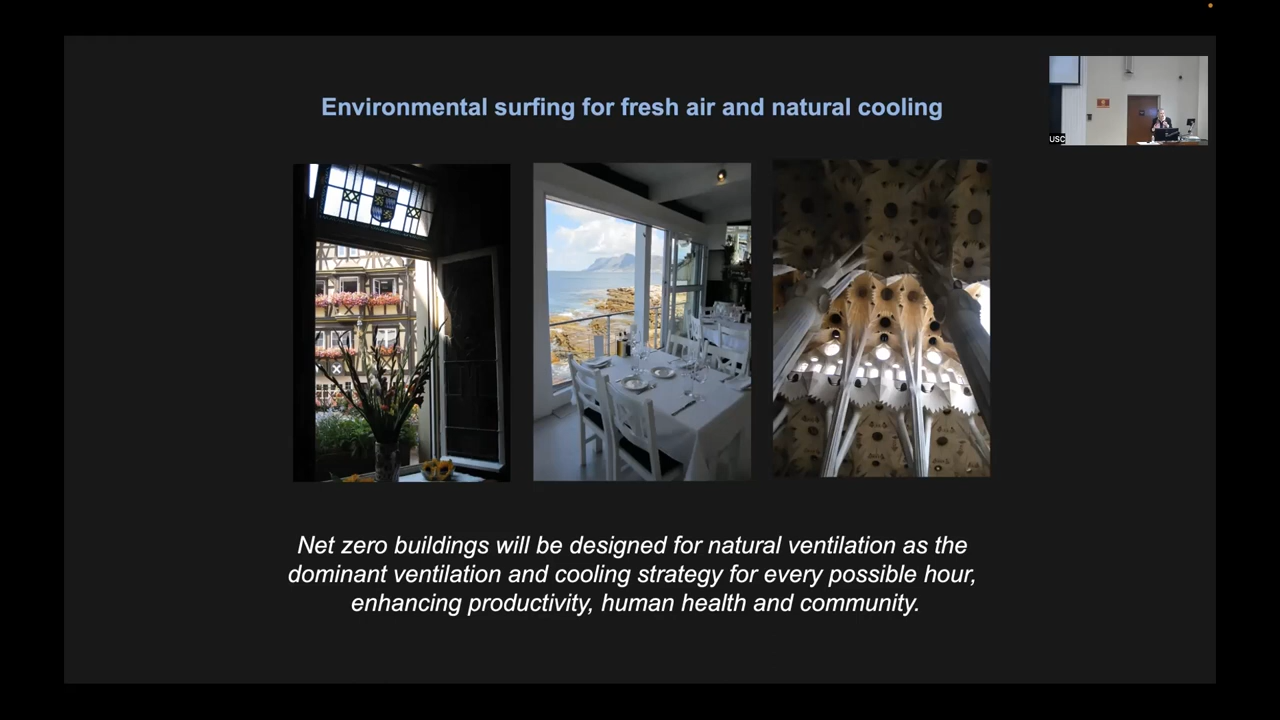 Environmental surfing for fresh air and natural cooling
USC
Net zero buildings will be designed for natural ventilation as the
dominant ventilation and cooling strategy for every possible hour,
enhancing productivity, human health and community.